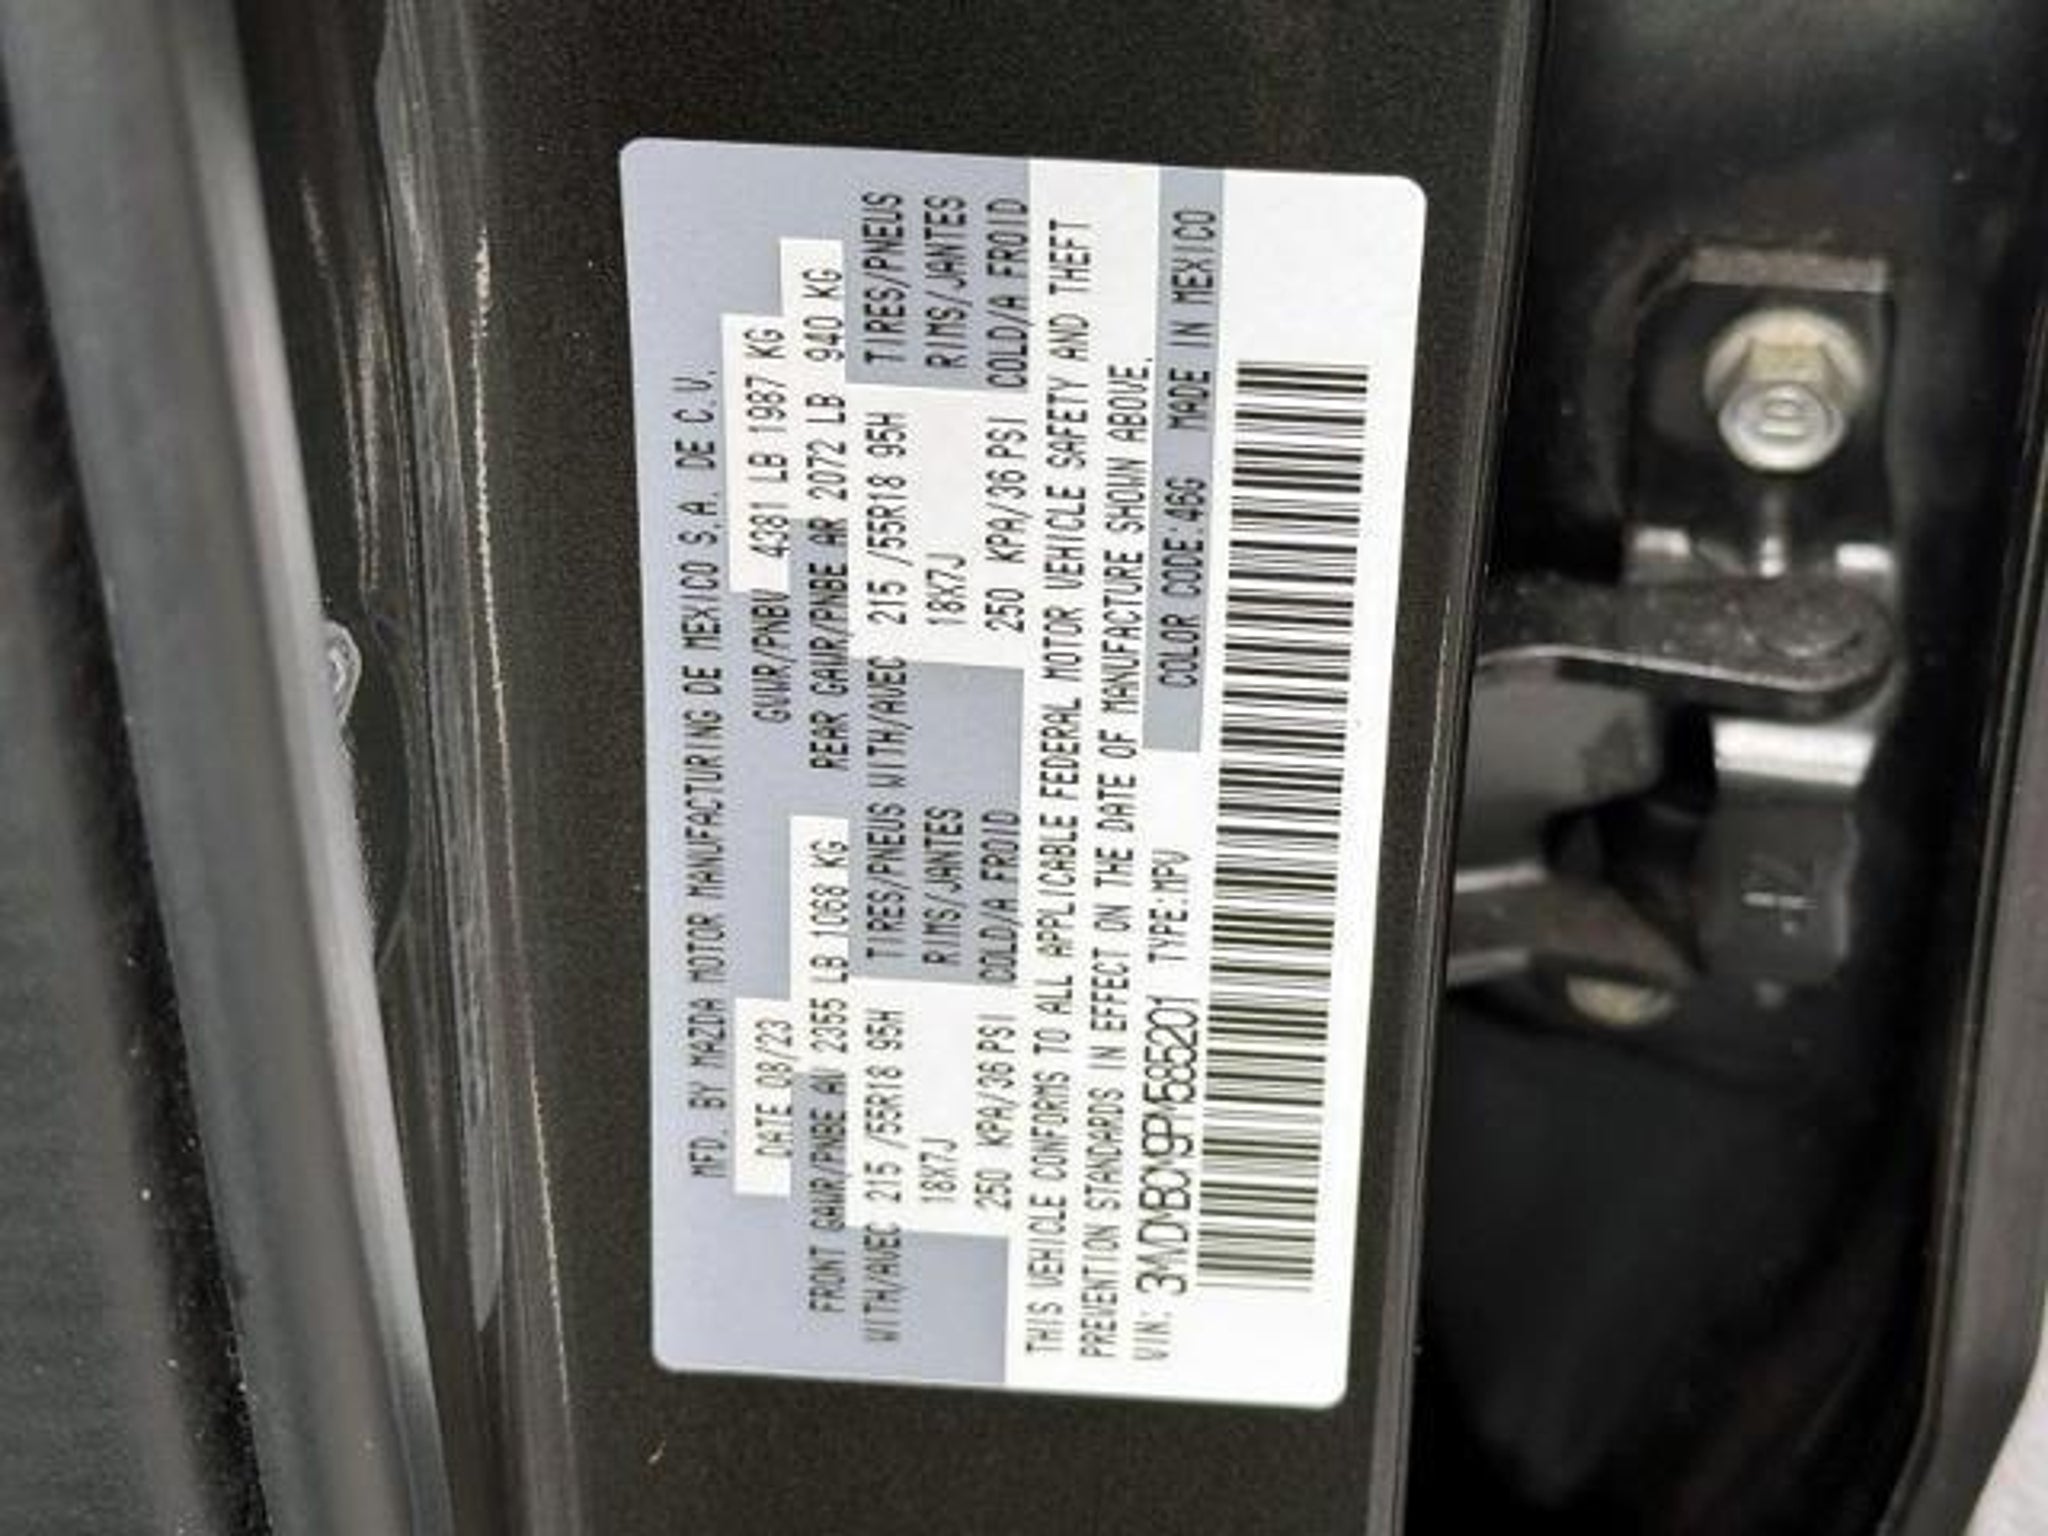 MFD. BY MAZDA MOTOR MANUFACTURING DE MEXICO S.A. DE C.V.
DATE 08/23 GVWR/PNBV 4381 LB 1987 KG
FRONT GAWR/PNBE AV 2355 LB 1068 KG REAR GAWR/PNBE AR 2072 LB 940 KG
WITH/AVEC 215 /55R18 95H TIRES/PNEUS WITH/AVEC 215 /55R18 95H TIRES/PNEUS
18X7J RIMS/JANTES 18X7J RIMS/JANTES
250 KPA/36 PSI COLD/A FROID 250 KPA/36 PSI COLD/A FROID
THIS VEHICLE CONFORMS TO ALL APPLICABLE FEDERAL MOTOR VEHICLE SAFETY AND THEFT
PREVENTION STANDARDS IN EFFECT ON THE DATE OF MANUFACTURE SHOWN ABOVE.
VIN: 3MVDMBCM9PM585201 TYPE:MPV COLOR CODE:46G MADE IN MEXICO